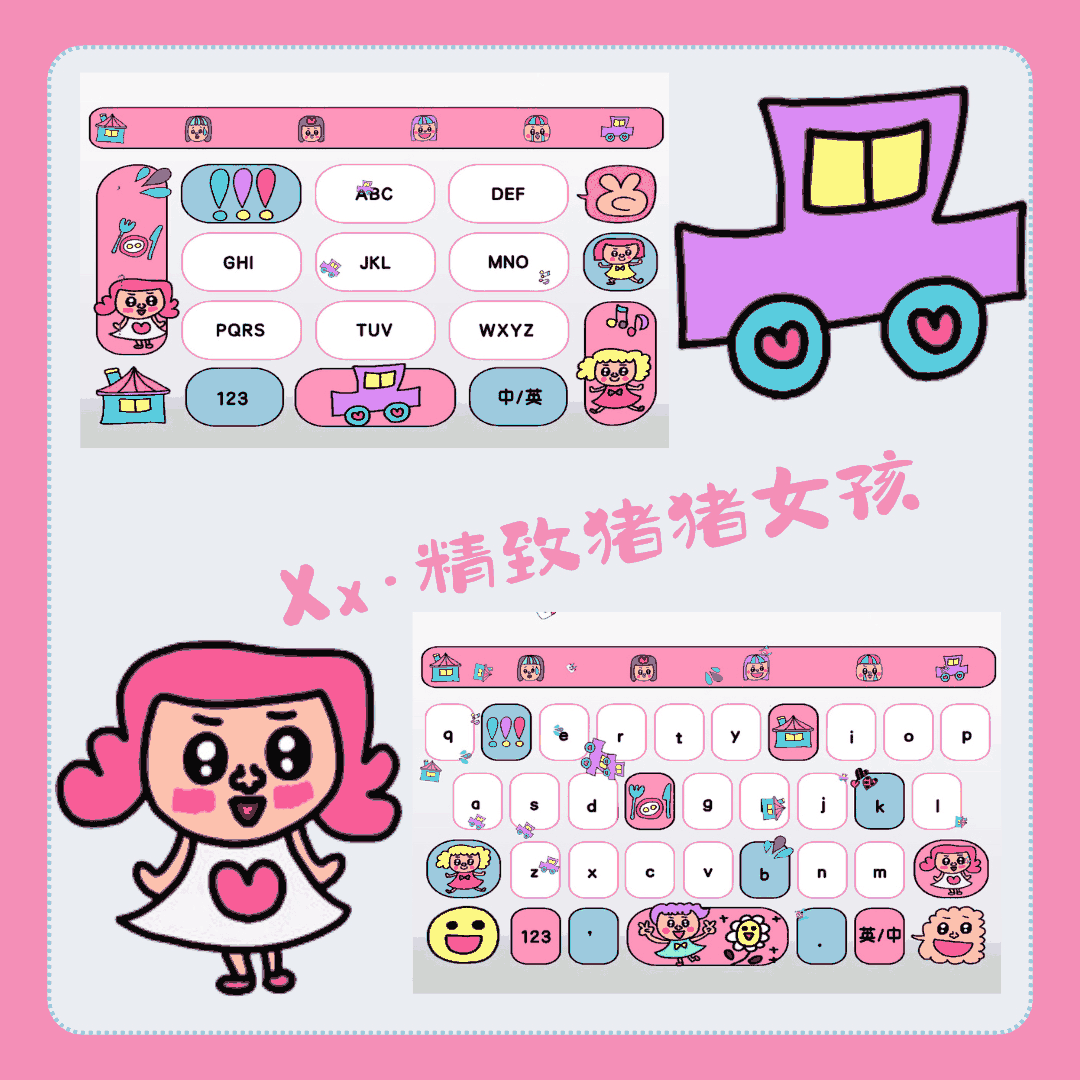 ABC DEF
GHI JKL MNO
PQRS TUV WXYZ
123 中/英
Xx·精致猪猪女孩
q e r t y i o p
a s d g j k l
z x c v b n m
123 ' . 英/中